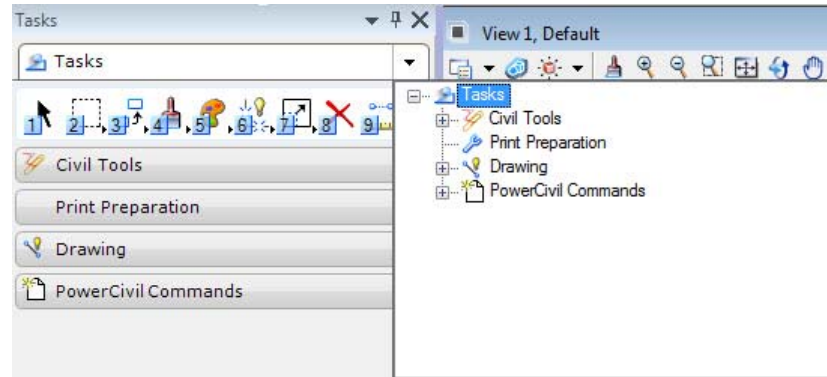 Tasks
Tasks
1 2 3 4 5 6 7 8 9
Civil Tools
Print Preparation
Drawing
PowerCivil Commands
View 1, Default
Tasks
Civil Tools
Print Preparation
Drawing
PowerCivil Commands